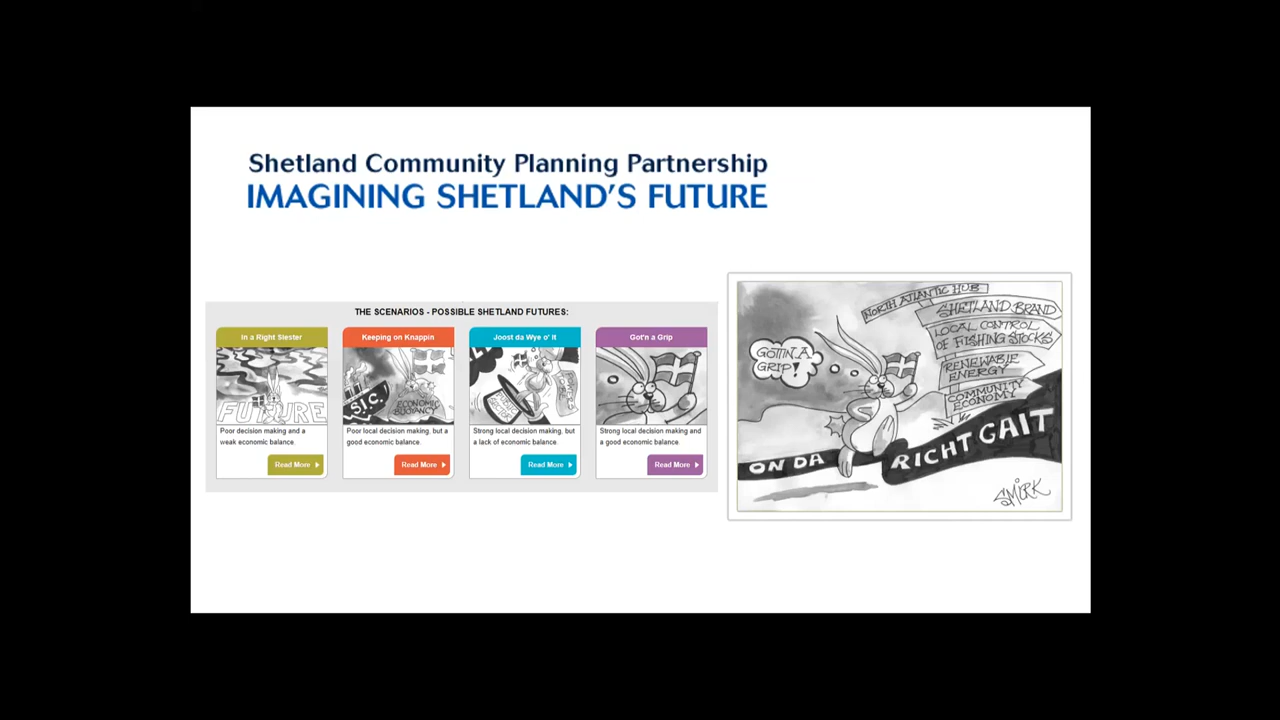 Shetland Community Planning Partnership
IMAGINING SHETLAND'S FUTURE
THE SCENARIOS - POSSIBLE SHETLAND FUTURES:
In a Right Slester
FUTURE
Poor decision making and a
weak economic balance.
Read More
Keeping on Knappin
S.I.C.
ECONOMIC
BUOYANCY
Poor local decision making, but a
good economic balance.
Read More
Joost da Wye o' It
Strong local decision making, but
a lack of economic balance.
Read More
Got'n a Grip
Strong local decision making and
a good economic balance.
Read More
GOTTN A
GRIP!
NORTH ATLANTIC HUB
SHETLAND BRAND
LOCAL CONTROL
OF FISHING STOCKS
RENEWABLE
ENERGY
COMMUNITY
ECONOMY
ON DA RICHT GAIT
SMIRK